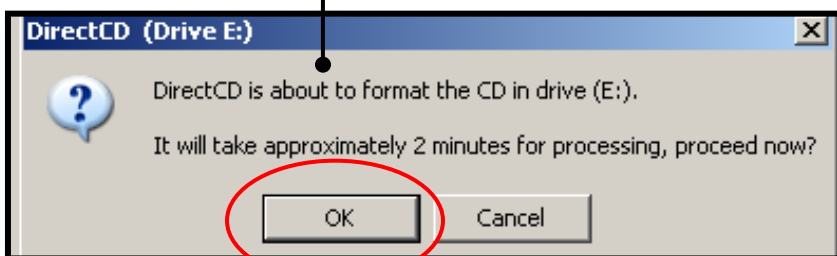 DirectCD (Drive E:)
DirectCD is about to format the CD in drive (E:).
It will take approximately 2 minutes for processing, proceed now?
OK Cancel